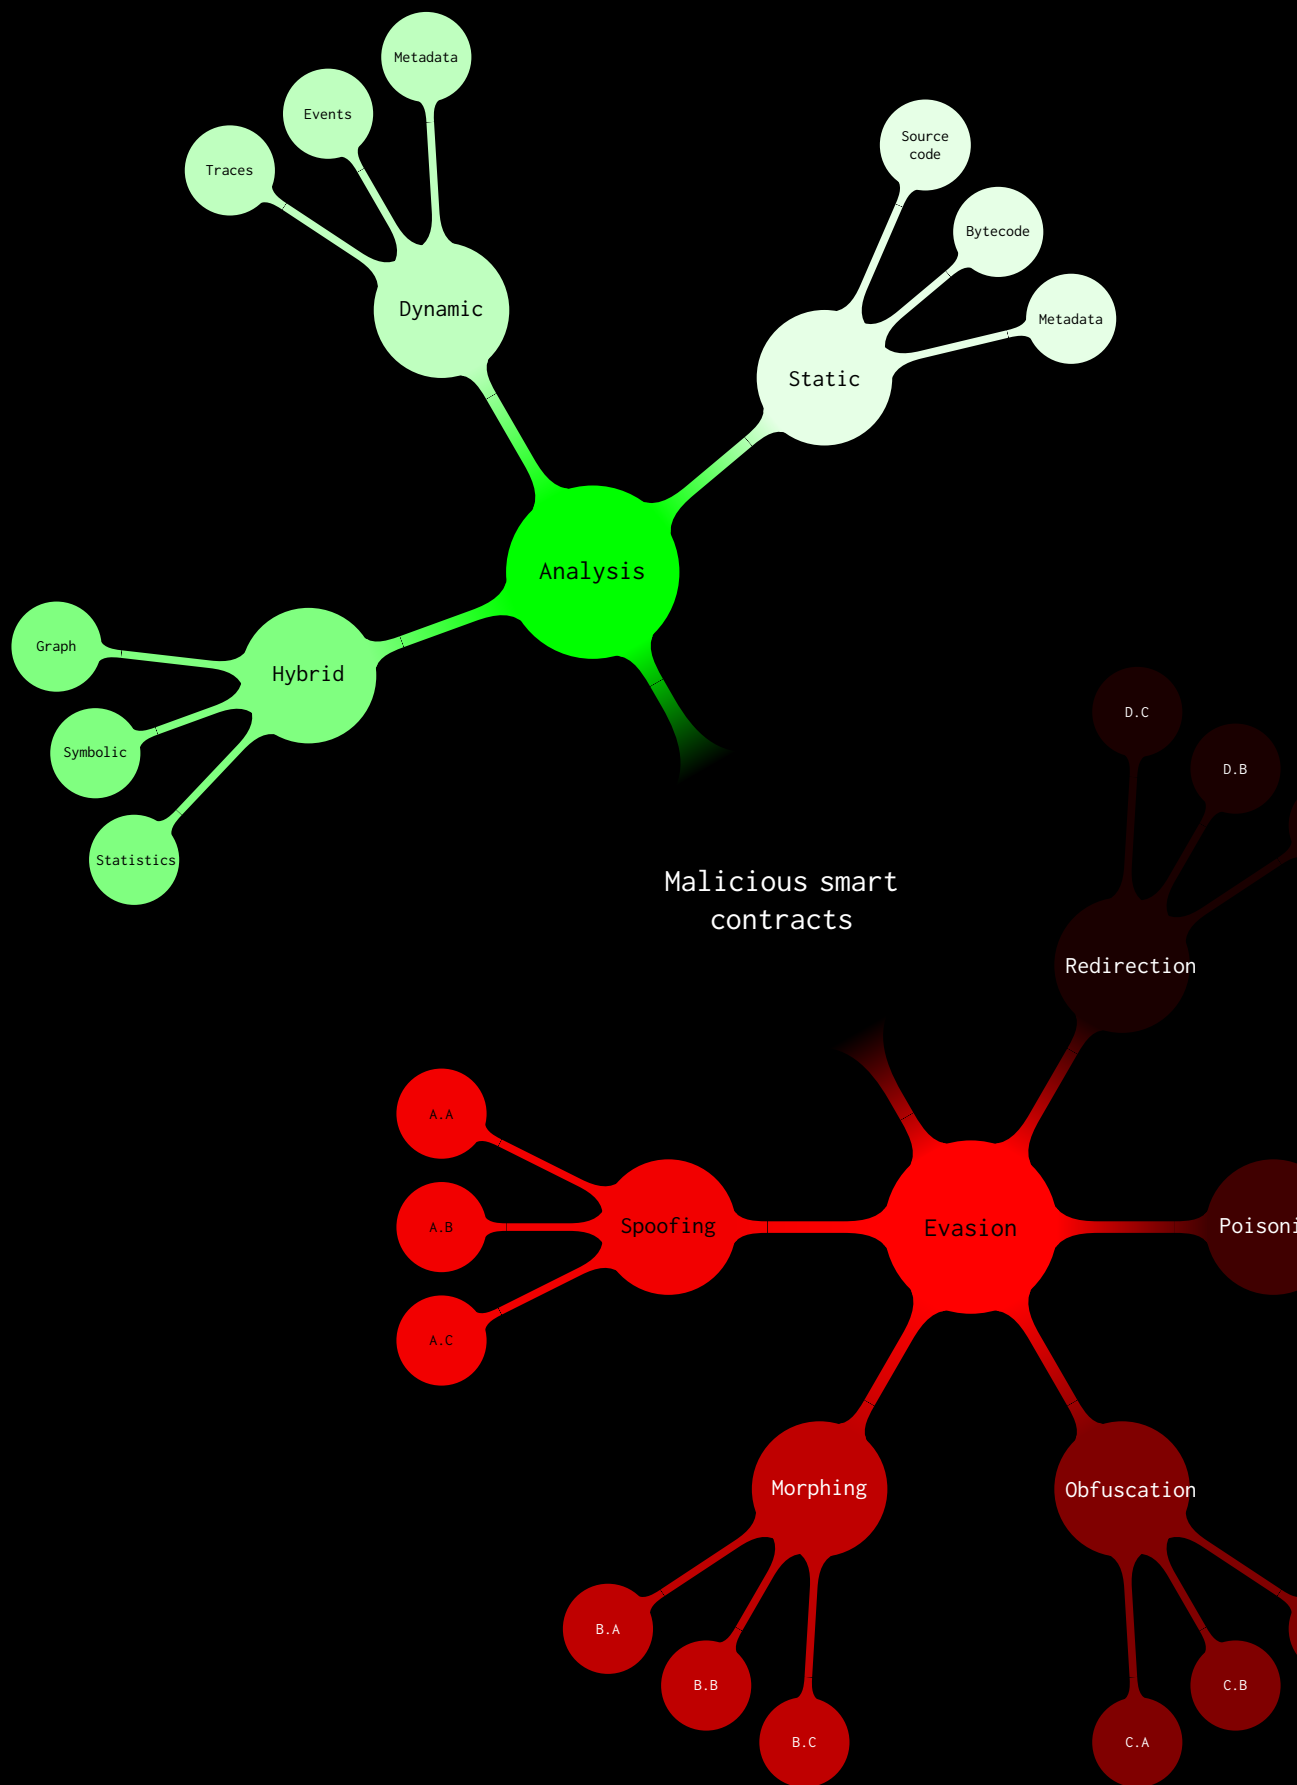 Metadata
Events
Traces
Dynamic
Source
code
Bytecode
Metadata
Static
Analysis
Graph
Hybrid
Symbolic
Statistics
Malicious smart
contracts
D.C
D.B
Redirection
A.A
A.B
A.C
Spoofing
Evasion
Poisoni
Morphing
Obfuscation
B.A
B.B
B.C
C.B
C.A